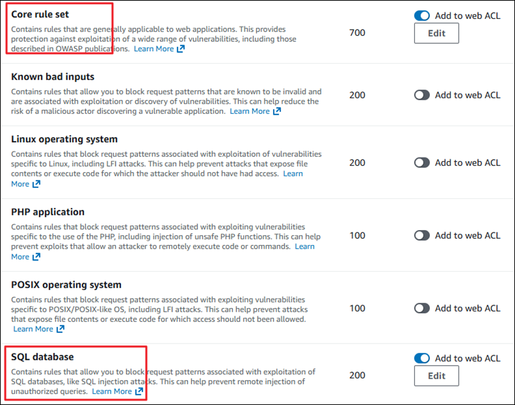 Core rule set
Contains rules that are generally applicable to web applications. This provides
protection against exploitation of a wide range of vulnerabilities, including those
described in OWASP publications. Learn More
700
Add to web ACL
Edit
Known bad inputs
Contains rules that allow you to block request patterns that are known to be invalid and
are associated with exploitation or discovery of vulnerabilities. This can help reduce the
risk of a malicious actor discovering a vulnerable application. Learn More
200
Add to web ACL
Linux operating system
Contains rules that block request patterns associated with exploitation of vulnerabilities
specific to Linux, including LFI attacks. This can help prevent attacks that expose file
contents or execute code for which the attacker should not have had access. Learn
More
200
Add to web ACL
PHP application
Contains rules that block request patterns associated with exploiting vulnerabilities
specific to the use of the PHP, including injection of unsafe PHP functions. This can help
prevent exploits that allow an attacker to remotely execute code or commands. Learn
More
100
Add to web ACL
POSIX operating system
Contains rules that block request patterns associated with exploiting vulnerabilities
specific to POSIX/POSIX-like OS, including LFI attacks. This can help prevent attacks
that expose file contents or execute code for which access should not been allowed.
Learn More
100
Add to web ACL
SQL database
Contains rules that allow you to block request patterns associated with exploitation of
SQL databases, like SQL injection attacks. This can help prevent remote injection of
unauthorized queries. Learn More
200
Add to web ACL
Edit